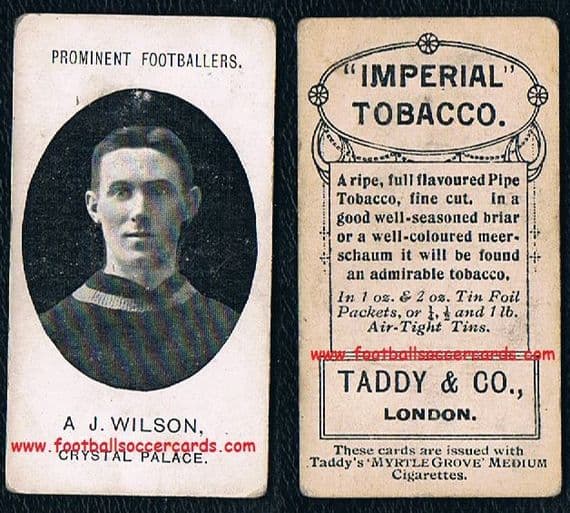 PROMINENT FOOTBALLERS.
A J. WILSON,
www.footballsoccercards.com
CRYSTAL PALACE.
"IMPERIAL"
TOBACCO.
A ripe, full flavoured Pipe
Tobacco, fine cut. In a
good well-seasoned briar
or a well-coloured meer-
schaum it will be found
an admirable tobacco,
In 1 oz. & 2 oz. Tin Foil
Packets, or ¼, ½ and 1 lb.
Air-Tight Tins.
www.footballsoccercards.com
TADDY & CO.,
LONDON.
These cards are issued with
Taddy's 'MYRTLE GROVE' MEDIUM
Cigarettes.